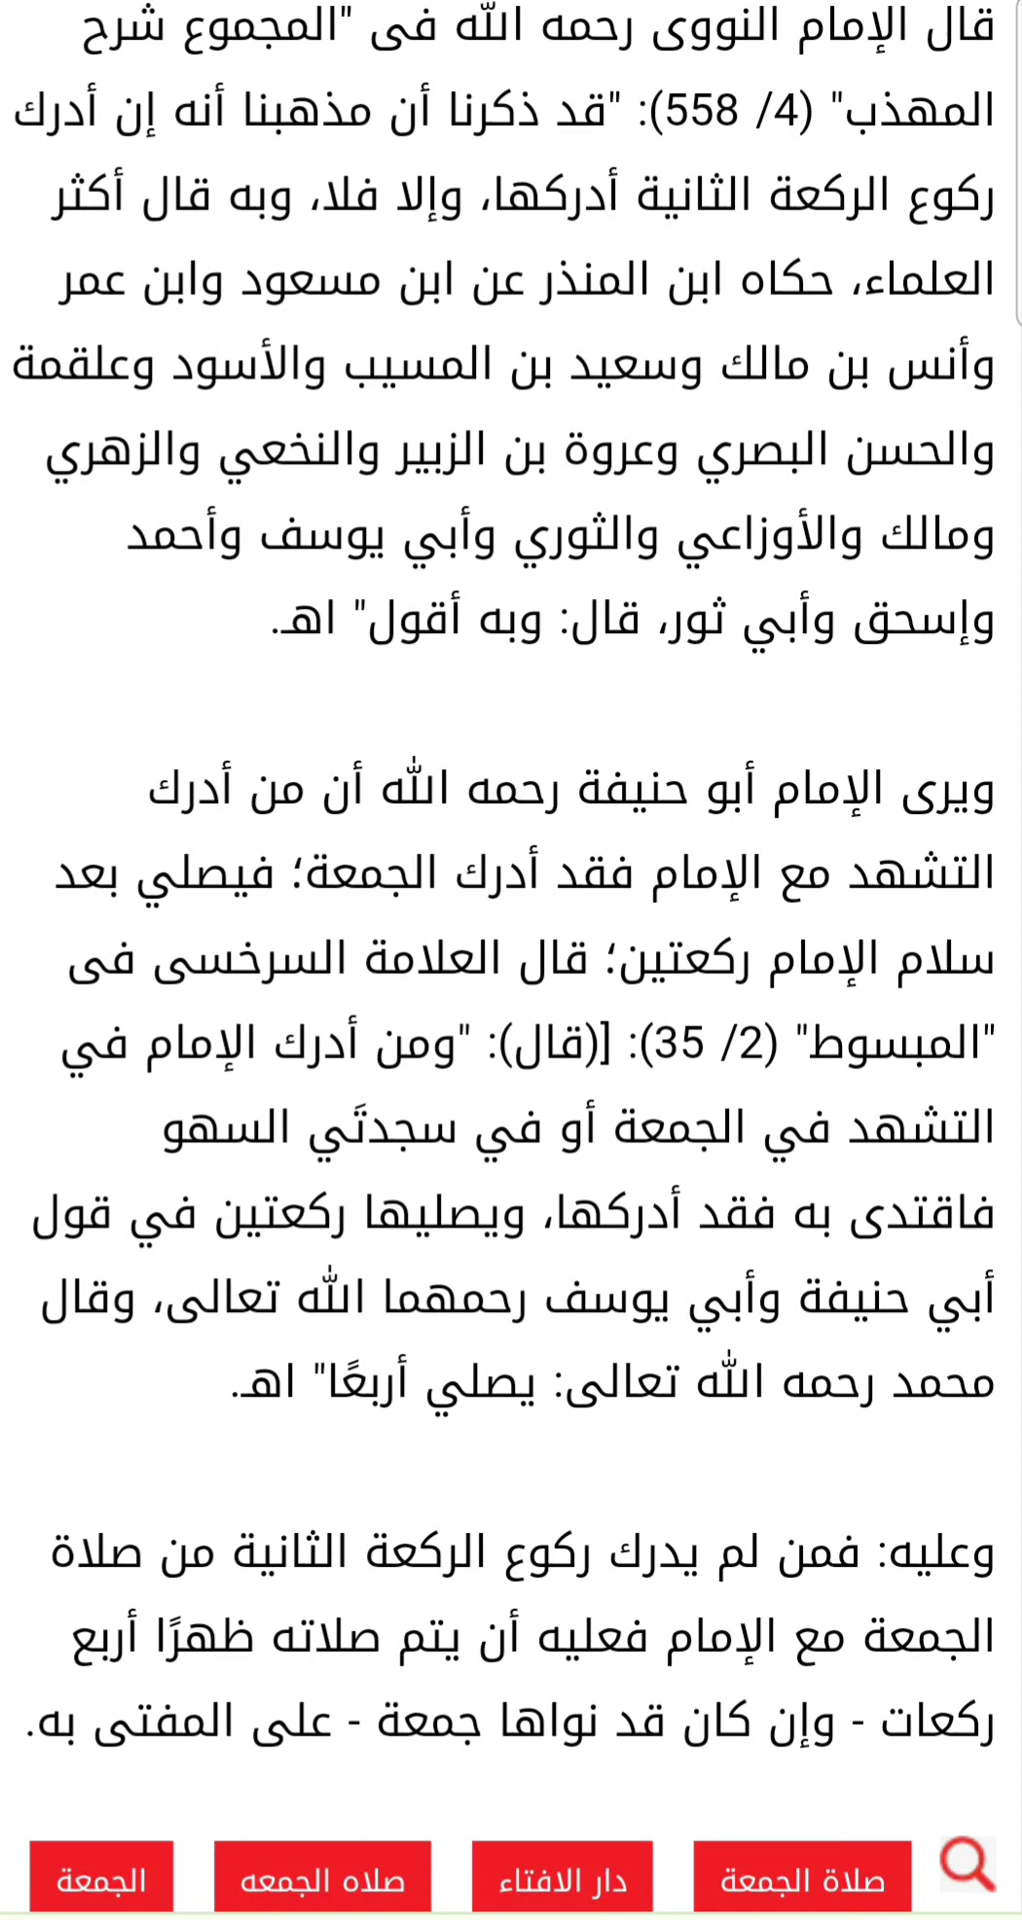 قال الإمام النووى رحمه الله فى "المجموع شرح
المهذب" (4/ 558): "قد ذكرنا أن مذهبنا أنه إن أدرك
ركوع الركعة الثانية أدركها، وإلا فلا، وبه قال أكثر
العلماء، حكاه ابن المنذر عن ابن مسعود وابن عمر
وأنس بن مالك وسعيد بن المسيب والأسود وعلقمة
والحسن البصري وعروة بن الزبير والنخعي والزهري
ومالك والأوزاعي والثوري وأبي يوسف وأحمد
وإسحق وأبي ثور، قال: وبه أقول" اهـ.
ويرى الإمام أبو حنيفة رحمه الله أن من أدرك
التشهد مع الإمام فقد أدرك الجمعة؛ فيصلي بعد
سلام الإمام ركعتين؛ قال العلامة السرخسى فى
"المبسوط" (2/ 35): [(قال): "ومن أدرك الإمام في
التشهد في الجمعة أو في سجدتَي السهو
فاقتدى به فقد أدركها، ويصليها ركعتين في قول
أبي حنيفة وأبي يوسف رحمهما الله تعالى، وقال
محمد رحمه الله تعالى: يصلي أربعًا" اهـ.
وعليه: فمن لم يدرك ركوع الركعة الثانية من صلاة
الجمعة مع الإمام فعليه أن يتم صلاته ظهرًا أربع
ركعات - وإن كان قد نواها جمعة - على المفتى به.
صلاة الجمعة دار الافتاء صلاه الجمعه الجمعة